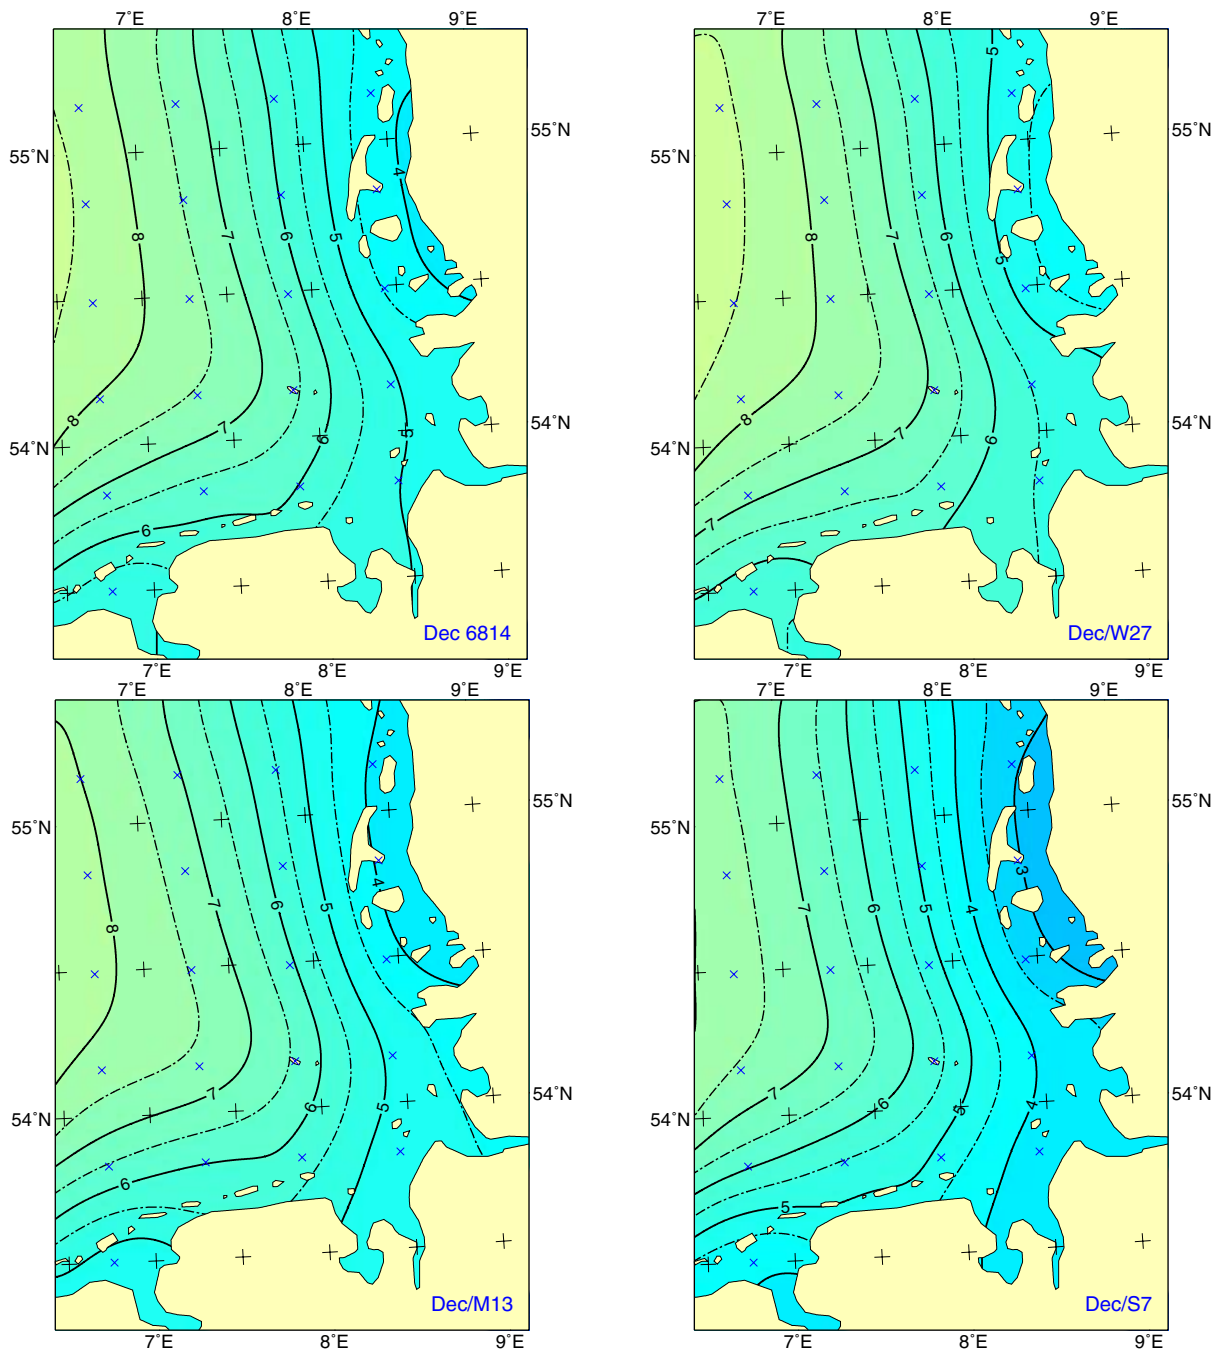 7˚E 8˚E 9˚E 7˚E 8˚E 9˚E
55˚N 55˚N 55˚N
54˚N 54˚N 54˚N 54˚N
8 7 6 5 4
8 7 6 5
6
Dec 6814
5
8 7 6 5
8 7 6
7
Dec/W27
7˚E 8˚E 9˚E 7˚E 8˚E 9˚E
7˚E 8˚E 9˚E 7˚E 8˚E 9˚E
55˚N 55˚N 55˚N 55˚N
54˚N 54˚N 54˚N 54˚N
8 7 6 5 4
7 6 5
6
Dec/M13
7 6 5 4 3
7 6 5 4
5
Dec/S7
7˚E 8˚E 9˚E 7˚E 8˚E 9˚E